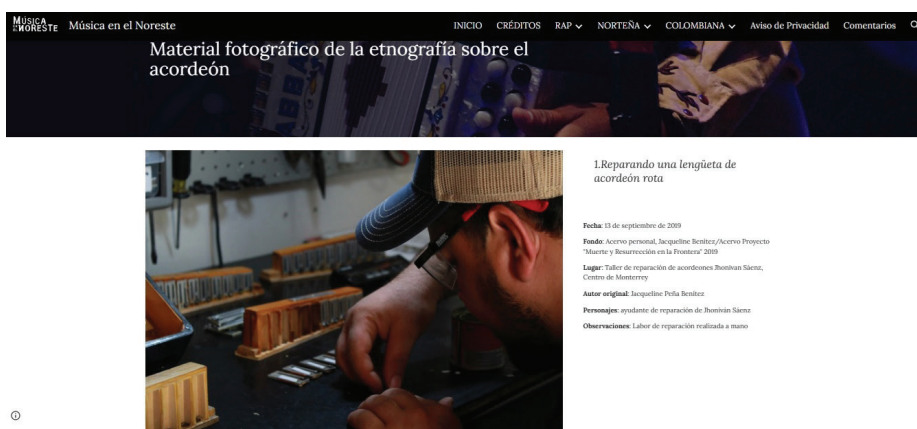 MÚSICA
EN EL NORESTE
Música en el Noreste
INICIO
CRÉDITOS
RAP
NORTEÑA
COLOMBIANA
Aviso de Privacidad
Comentarios
Material fotográfico de la etnografía sobre el
acordeón
1.Reparando una lengüeta de
acordeón rota
Fecha: 13 de septiembre de 2019
Fondo: Acervo personal, Jacqueline Benitez/Acervo Proyecto
"Muerte y Resurrección en la Frontera" 2019
Lugar: Taller de reparación de acordeones Jhonivan Sáenz,
Centro de Monterrey
Autor original: Jacqueline Peña Benitez
Personajes: ayudante de reparación de Jhoniván Sáenz
Observaciones: Labor de reparación realizada a mano